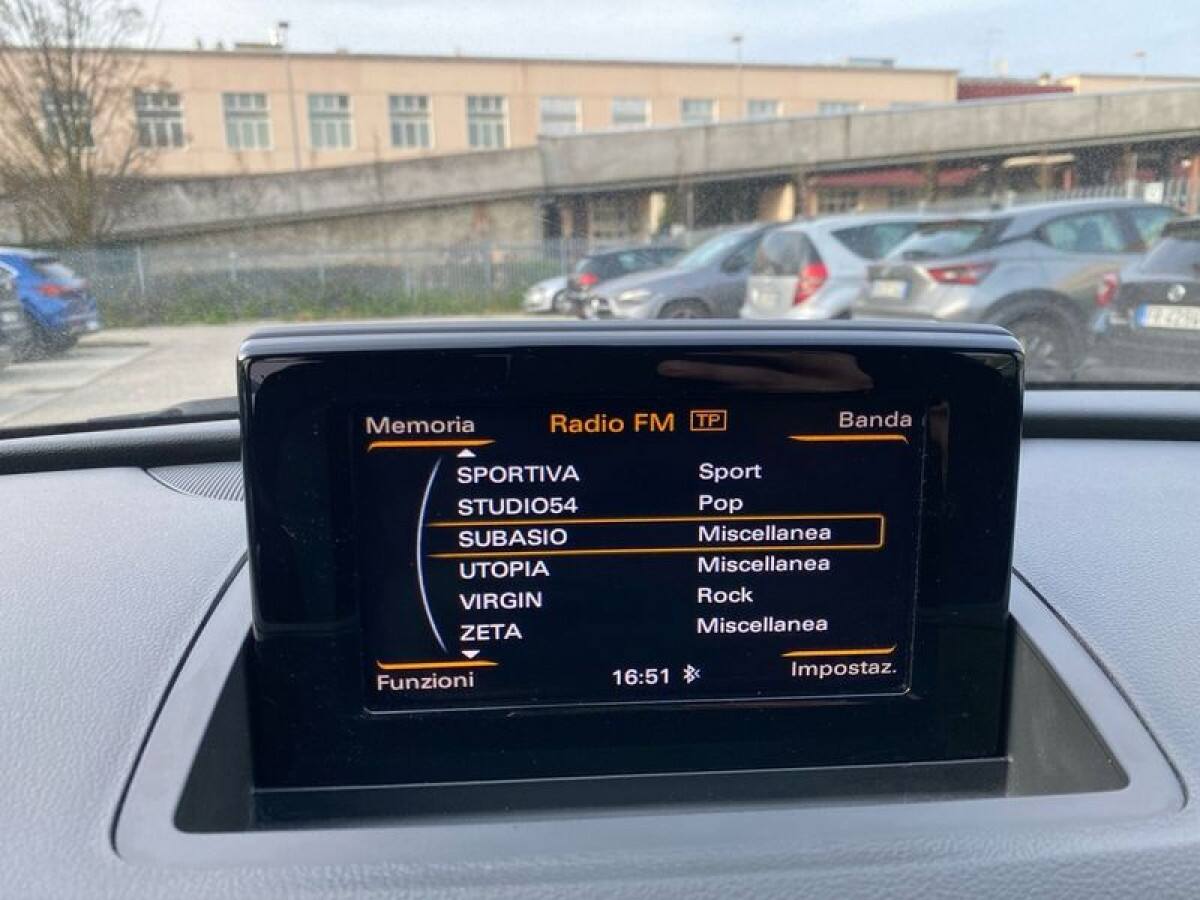 Memoria Radio FM TP Banda
SPORTIVA Sport
STUDIO54 Pop
SUBASIO Miscellanea
UTOPIA Miscellanea
VIRGIN Rock
ZETA Miscellanea
Funzioni 16:51 Impostaz.